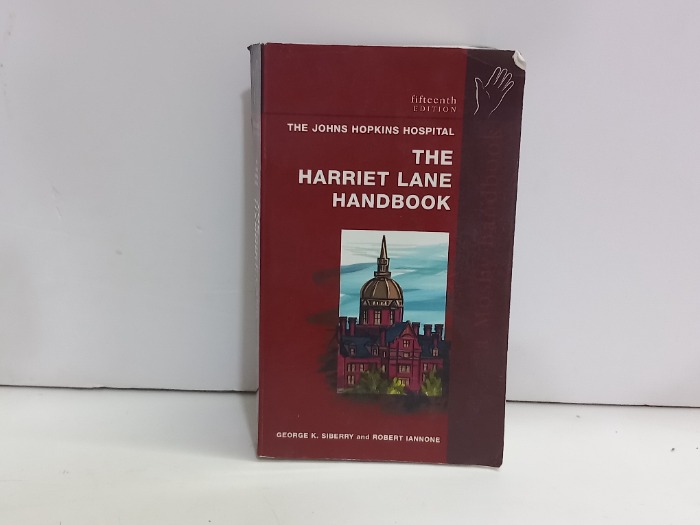 fifteenth
EDITION
THE JOHNS HOPKINS HOSPITAL
THE
HARRIET LANE
HANDBOOK
GEORGE K. SIBERRY and ROBERT IANNONE